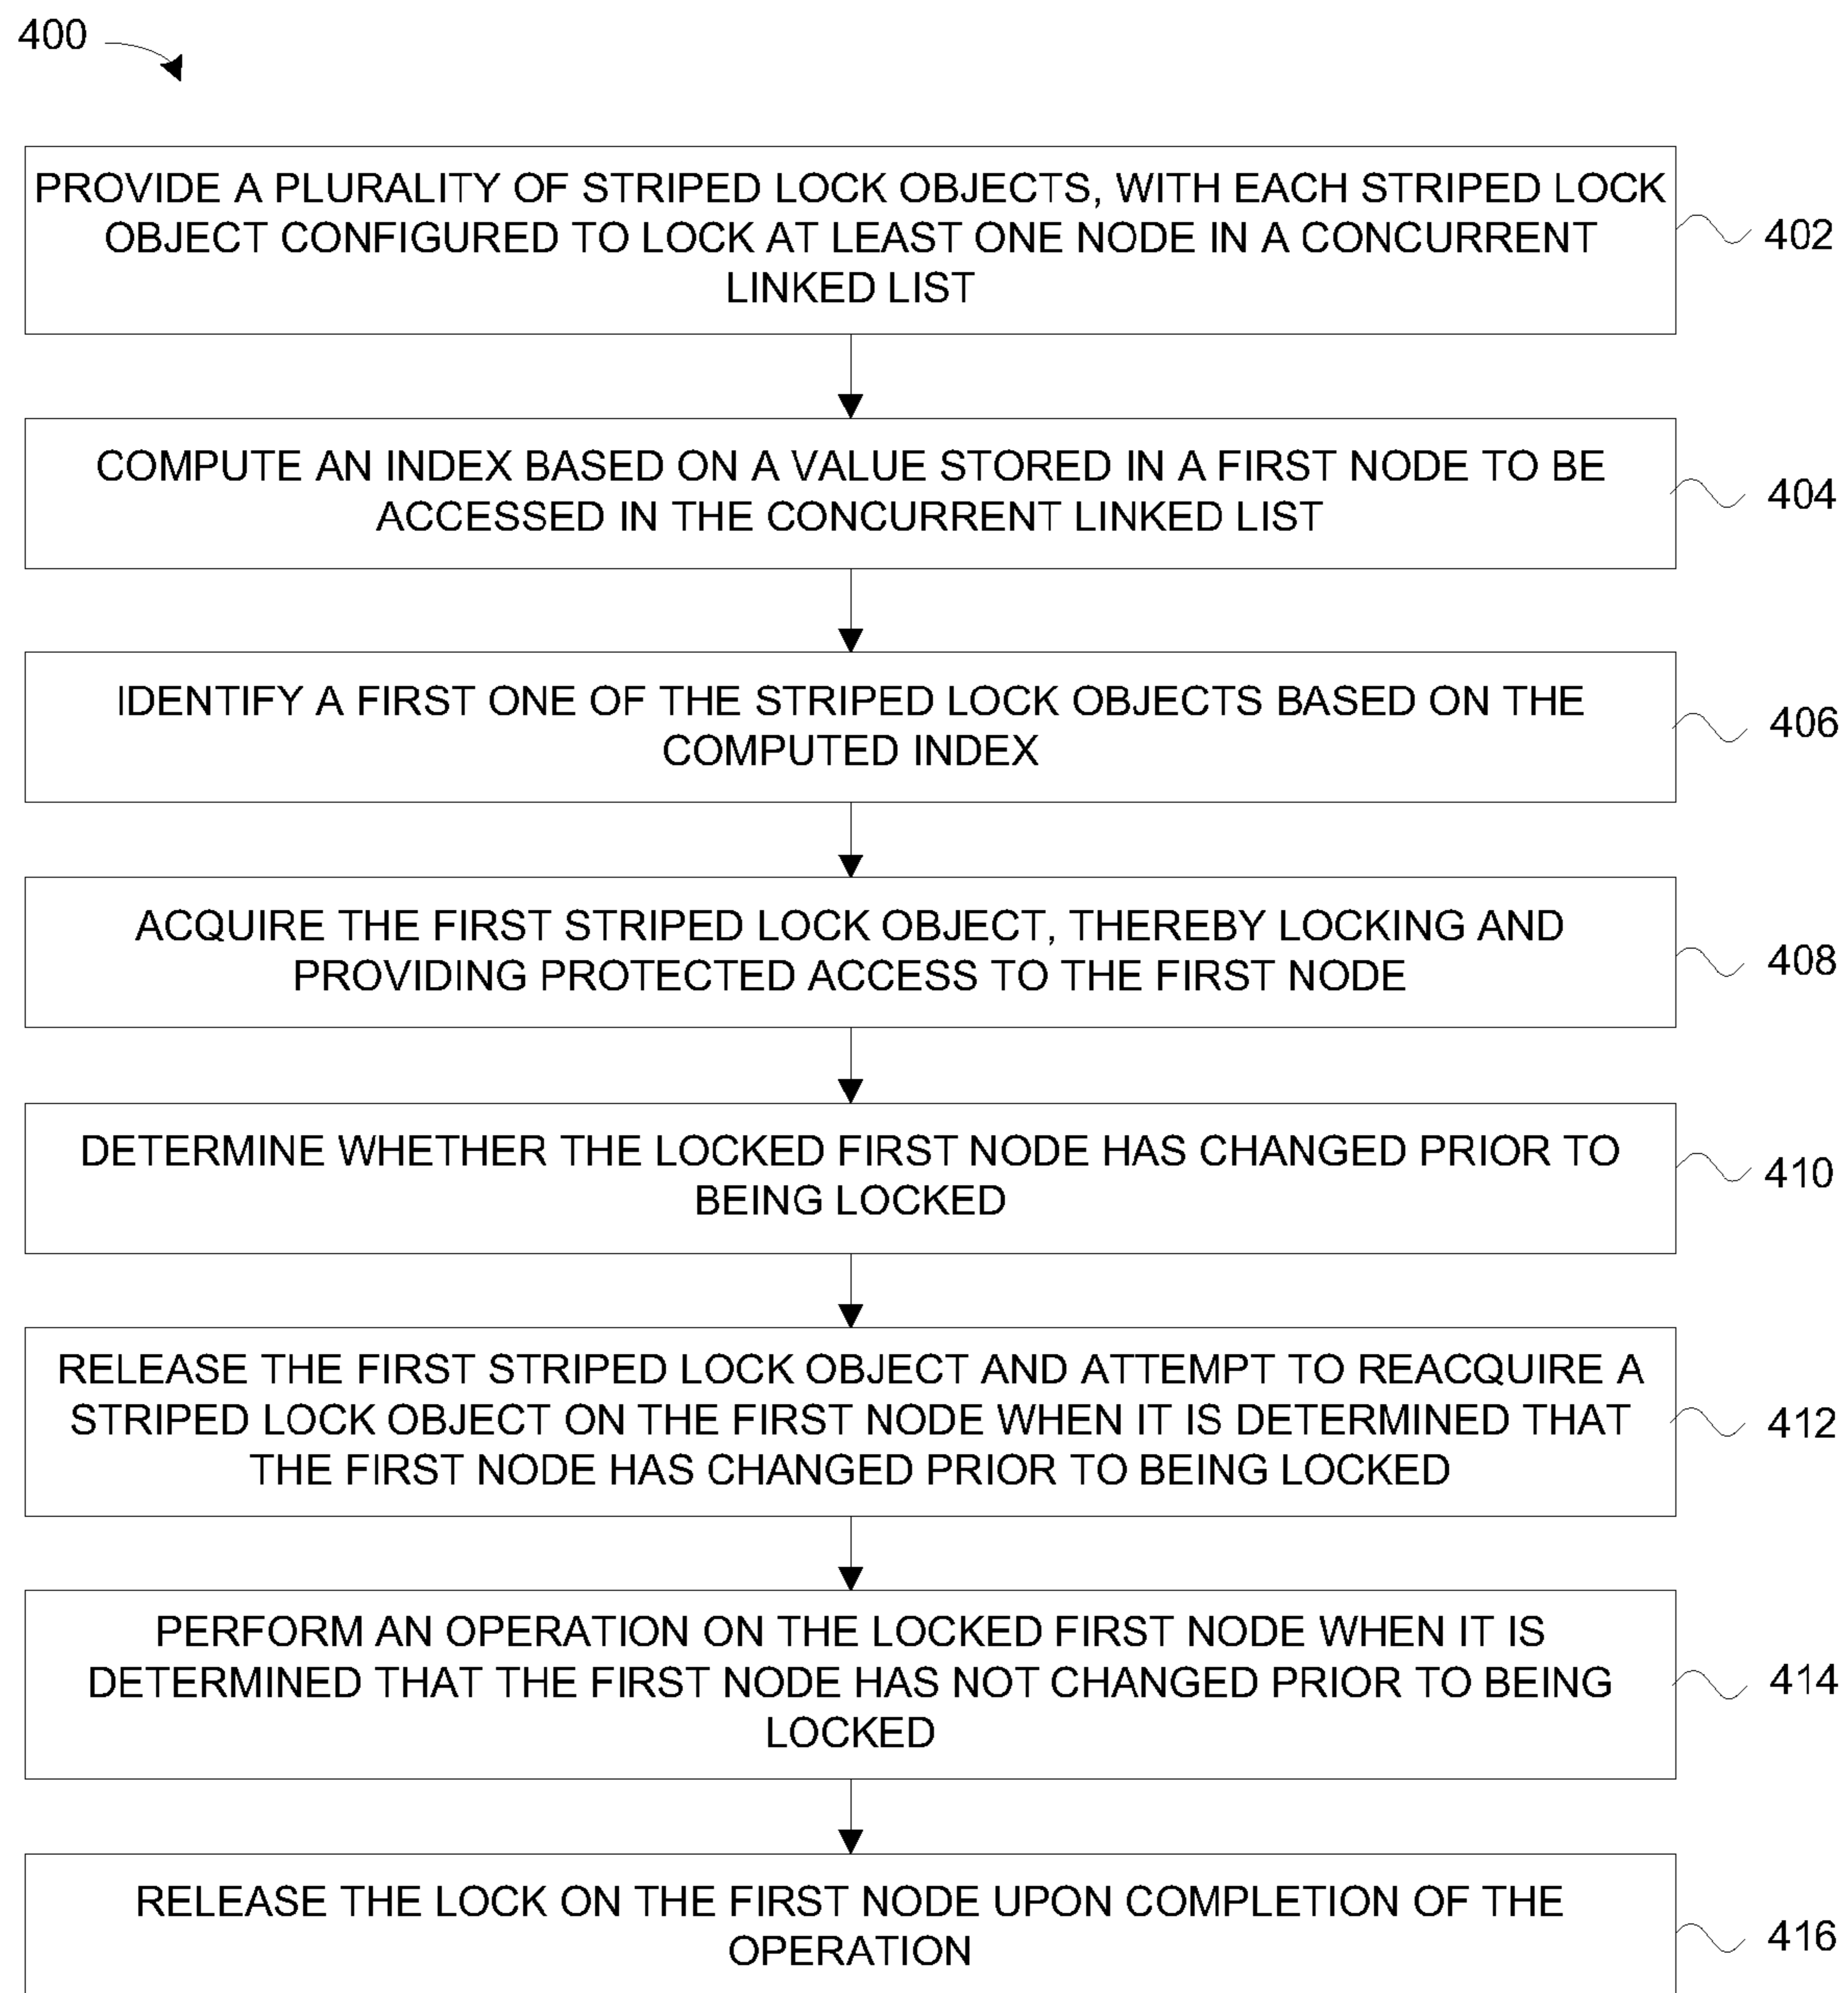 400
PROVIDE A PLURALITY OF STRIPED LOCK OBJECTS, WITH EACH STRIPED LOCK
OBJECT CONFIGURED TO LOCK AT LEAST ONE NODE IN A CONCURRENT
LINKED LIST
402
COMPUTE AN INDEX BASED ON A VALUE STORED IN A FIRST NODE TO BE
ACCESSED IN THE CONCURRENT LINKED LIST
404
IDENTIFY A FIRST ONE OF THE STRIPED LOCK OBJECTS BASED ON THE
COMPUTED INDEX
406
ACQUIRE THE FIRST STRIPED LOCK OBJECT, THEREBY LOCKING AND
PROVIDING PROTECTED ACCESS TO THE FIRST NODE
408
DETERMINE WHETHER THE LOCKED FIRST NODE HAS CHANGED PRIOR TO
BEING LOCKED
410
RELEASE THE FIRST STRIPED LOCK OBJECT AND ATTEMPT TO REACQUIRE A
STRIPED LOCK OBJECT ON THE FIRST NODE WHEN IT IS DETERMINED THAT
THE FIRST NODE HAS CHANGED PRIOR TO BEING LOCKED
412
PERFORM AN OPERATION ON THE LOCKED FIRST NODE WHEN IT IS
DETERMINED THAT THE FIRST NODE HAS NOT CHANGED PRIOR TO BEING
LOCKED
414
RELEASE THE LOCK ON THE FIRST NODE UPON COMPLETION OF THE
OPERATION
416